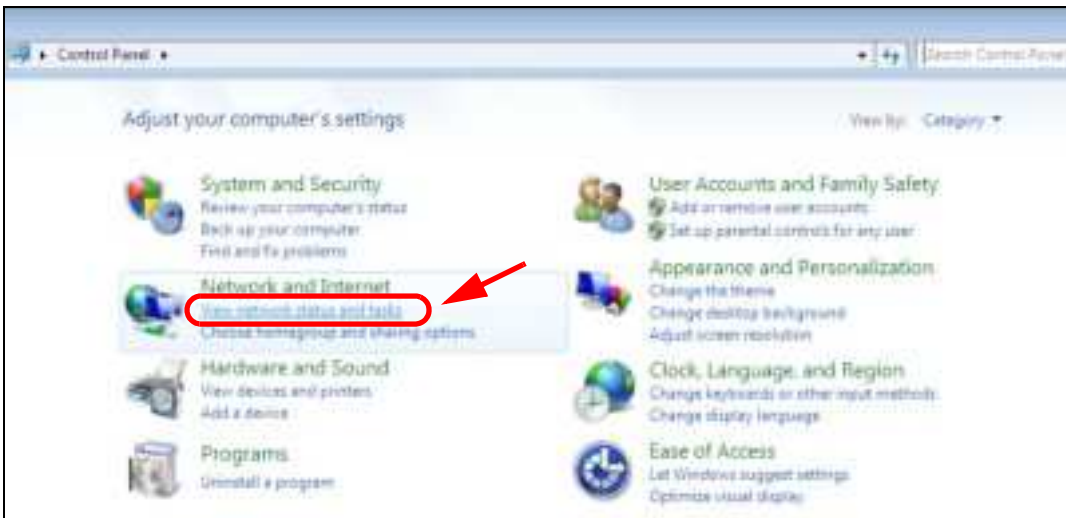 Control Panel
Search Control Panel
Adjust your computer's settings
View by: Category
System and Security
Review your computer's status
Back up your computer
Find and fix problems
Network and Internet
View network status and tasks
Choose homegroup and sharing options
Hardware and Sound
View devices and printers
Add a device
Programs
Uninstall a program
User Accounts and Family Safety
Add or remove user accounts
Set up parental controls for any user
Appearance and Personalization
Change the theme
Change desktop background
Adjust screen resolution
Clock, Language, and Region
Change keyboards or other input methods
Change display language
Ease of Access
Let Windows suggest settings
Optimize visual display